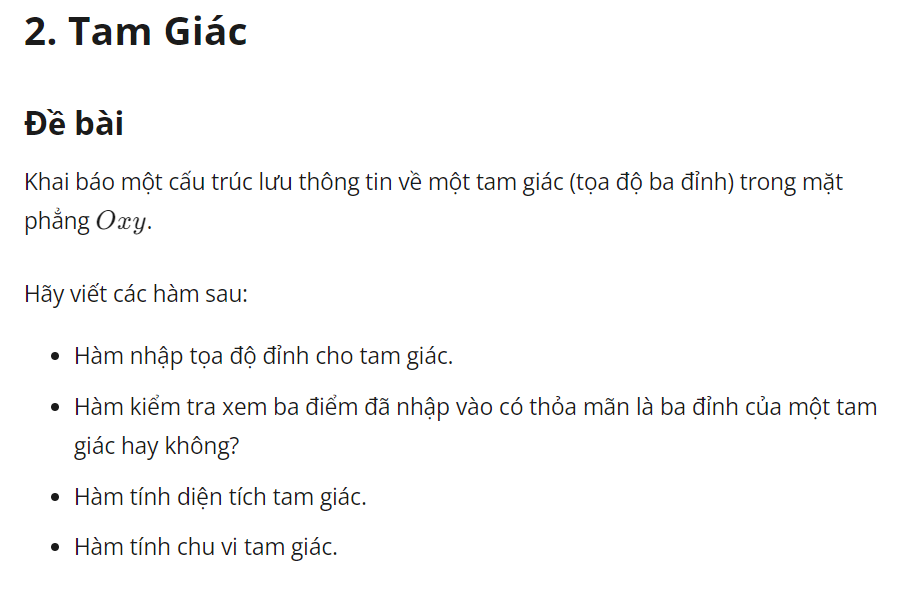 2. Tam Giác
Đề bài
Khai báo một cấu trúc lưu thông tin về một tam giác (tọa độ ba đỉnh) trong mặt
phẳng Oxy.
Hãy viết các hàm sau:
• Hàm nhập tọa độ đỉnh cho tam giác.
• Hàm kiểm tra xem ba điểm đã nhập vào có thỏa mãn là ba đỉnh của một tam
giác hay không?
• Hàm tính diện tích tam giác.
• Hàm tính chu vi tam giác.